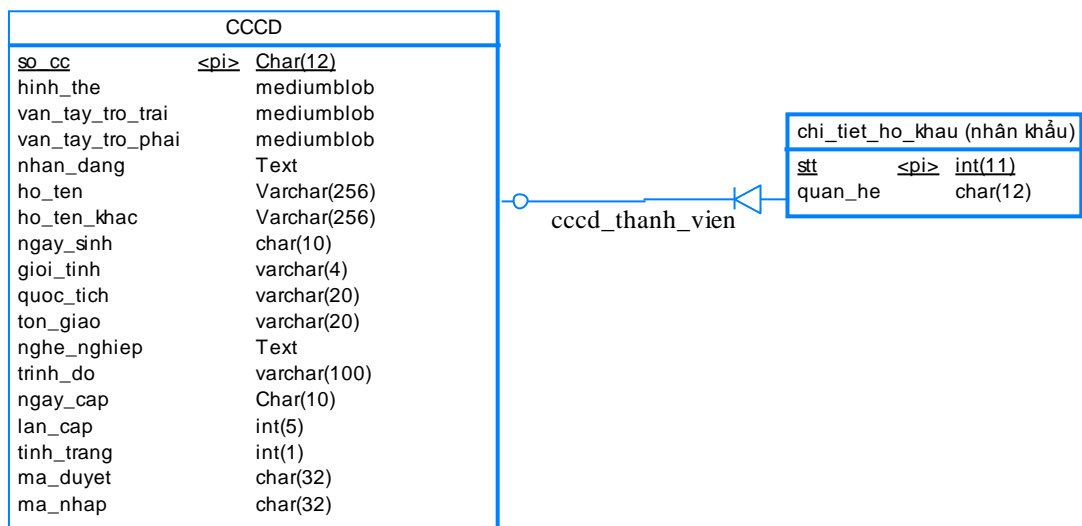 CCCD
so_cc <pi> Char(12)
hinh_the mediumblob
van_tay_tro_trai mediumblob
van_tay_tro_phai mediumblob
nhan_dang Text
ho_ten Varchar(256)
ho_ten_khac Varchar(256)
ngay_sinh char(10)
gioi_tinh varchar(4)
quoc_tich varchar(20)
ton_giao varchar(20)
nghe_nghiep Text
trinh_do varchar(100)
ngay_cap Char(10)
lan_cap int(5)
tinh_trang int(1)
ma_duyet char(32)
ma_nhap char(32)
cccd_thanh_vien
chi_tiet_ho_khau (nhân khẩu)
stt <pi> int(11)
quan_he char(12)